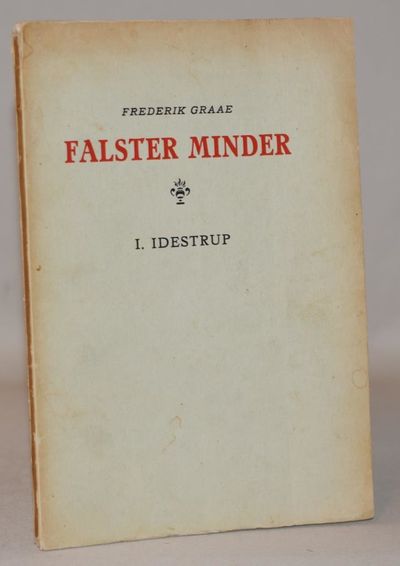 FREDERIK GRAAE
FALSTER MINDER
I. IDESTRUP